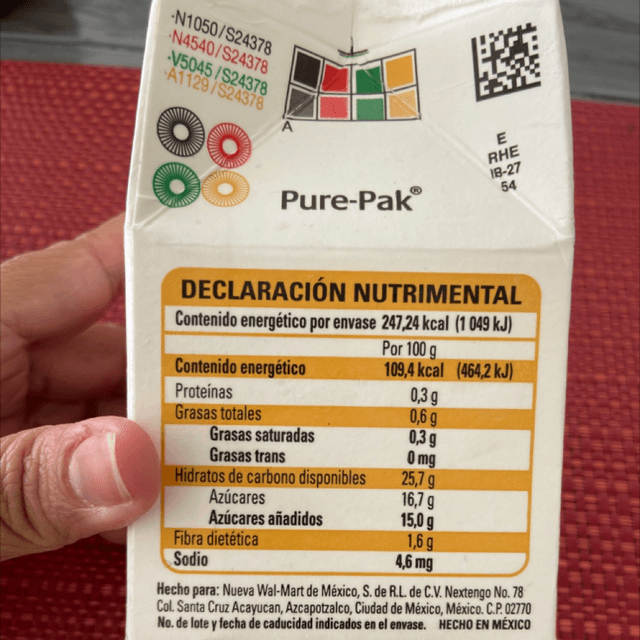 ·N1050/S24378
·N4540/S24378
·V5045/S24378
·A1129/S24378
A
E
RHE
54
Pure-Pak®
DECLARACIÓN NUTRIMENTAL
Contenido energético por envase 247,24 kcal (1 049 kJ)
Por 100 g
Contenido energético 109,4 kcal (464,2 kJ)
Proteínas 0,3 g
Grasas totales 0,6 g
Grasas saturadas 0,3 g
Grasas trans 0 mg
Hidratos de carbono disponibles 25,7 g
Azúcares 16,7 g
Azúcares añadidos 15,0 g
Fibra dietética 1,6 g
Sodio 4,6 mg
Hecho para: Nueva Wal-Mart de México, S. de R.L. de C.V. Nextengo No. 78
Col. Santa Cruz Acayucan, Azcapotzalco, Ciudad de México, México. C.P. 02770
No. de lote y fecha de caducidad indicados en el envase. HECHO EN MÉXICO